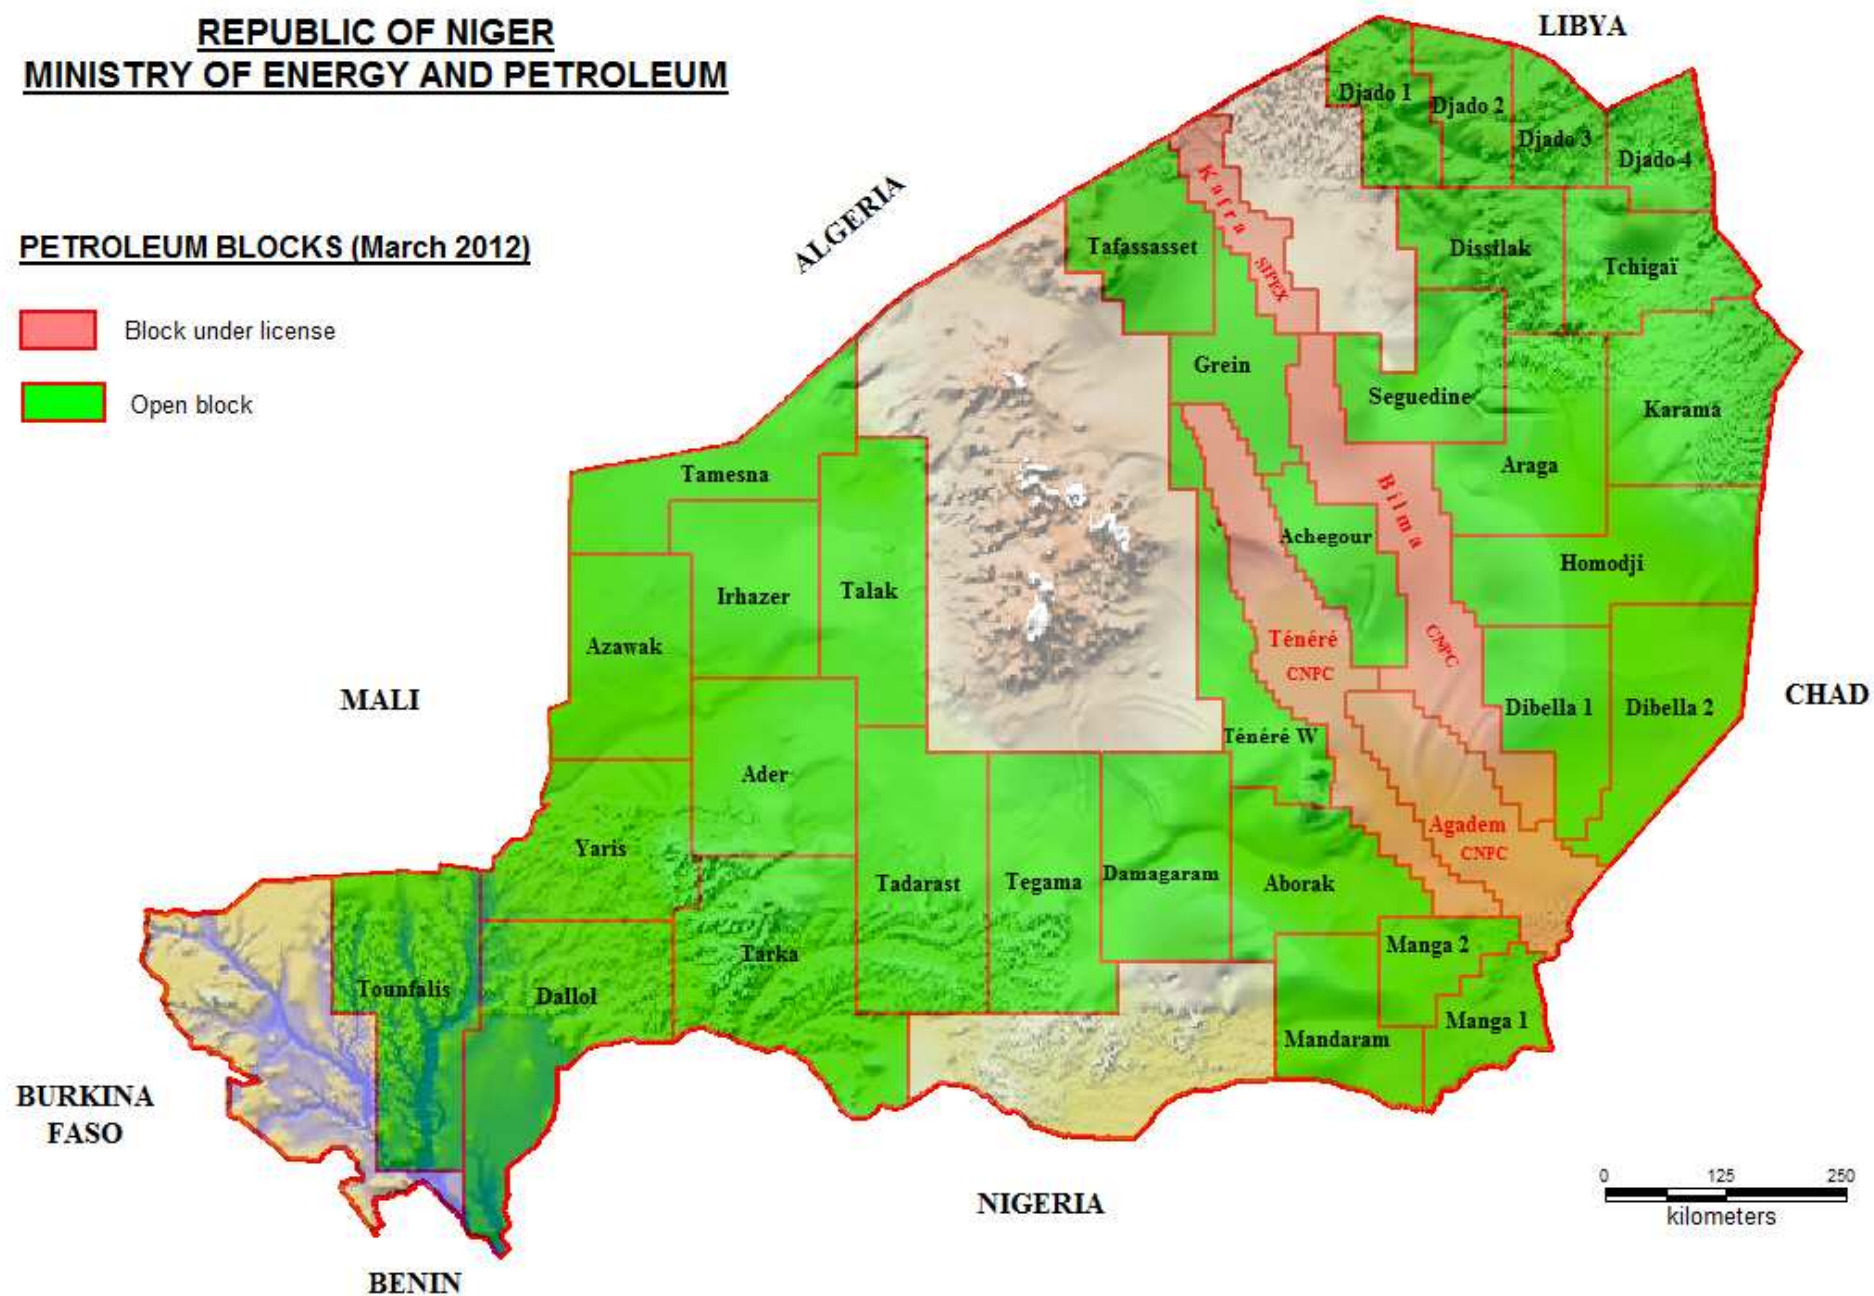 REPUBLIC OF NIGER
MINISTRY OF ENERGY AND PETROLEUM
PETROLEUM BLOCKS (March 2012)
Block under license
Open block
LIBYA
ALGERIA
MALI
CHAD
BURKINA
FASO
BENIN
NIGERIA
Djado 1
Djado 2
Djado 3
Djado 4
Kafra
SIPEX
Tafassasset
Dissilak
Tchigaï
Grein
Seguedine
Karama
Tamesna
Araga
Bilma
CNPC
Achegour
Homodji
Irhazer
Talak
Azawak
Ténéré
CNPC
Dibella 1
Dibella 2
Ténéré W
Ader
Agadem
CNPC
Yaris
Tadarast
Tegama
Damagaram
Aborak
Tarka
Manga 2
Tounfalis
Dallol
Manga 1
Mandaram
0 125 250
kilometers